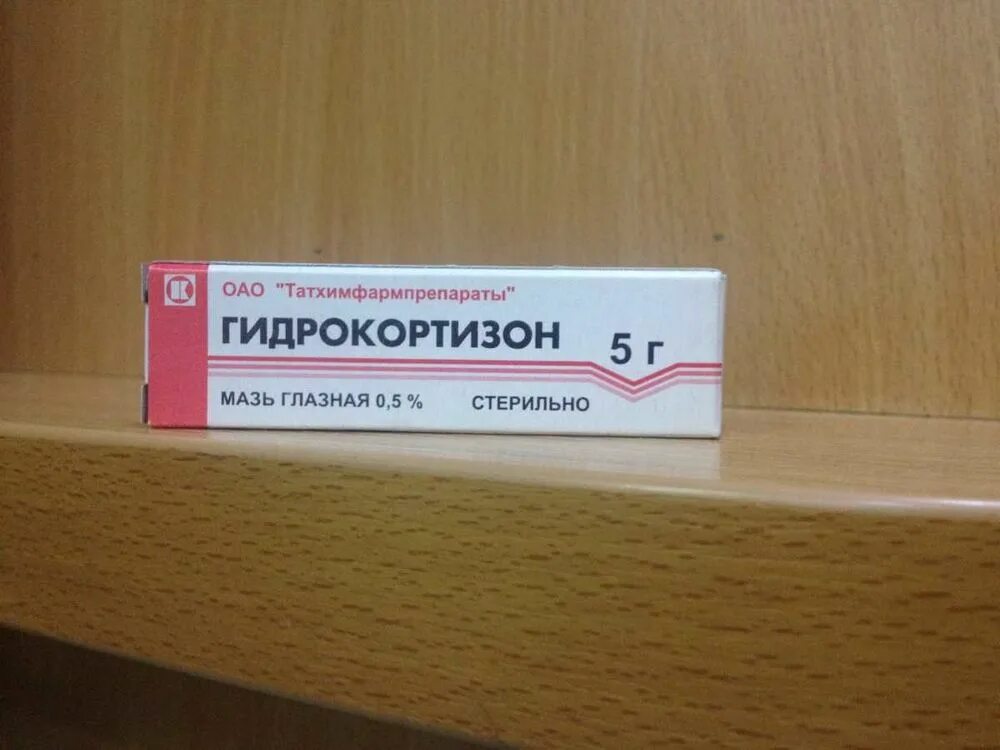 ОАО "Татхимфармпрепараты"
ГИДРОКОРТИЗОН
5 г
МАЗЬ ГЛАЗНАЯ 0,5 %
СТЕРИЛЬНО